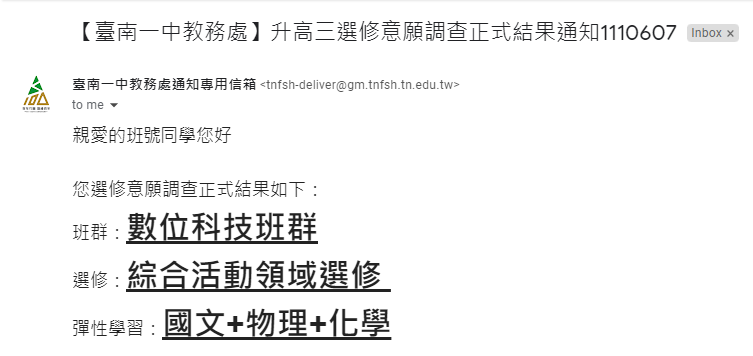 【臺南一中教務處】升高三選修意願調查正式結果通知1110607 Inbox ×
臺南一中教務處通知專用信箱 <tnfsh-deliver@gm.tnfsh.tn.edu.tw>
to me
親愛的班號同學您好
您選修意願調查正式結果如下：
班群：數位科技班群
選修：綜合活動領域選修
彈性學習：國文+物理+化學